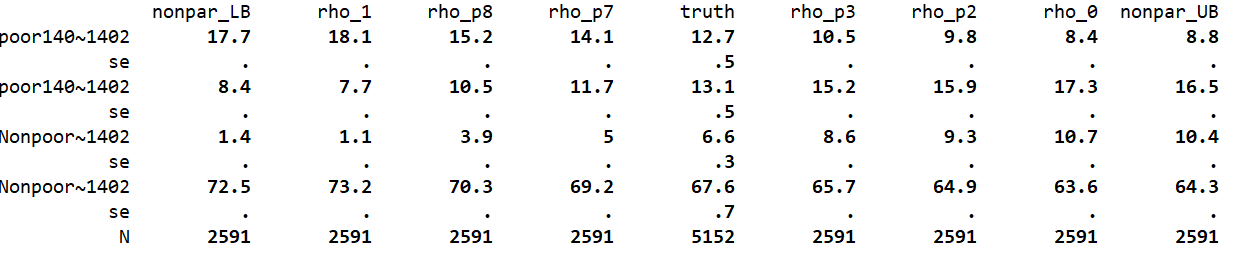 nonpar_LB rho_1 rho_p8 rho_p7 truth rho_p3 rho_p2 rho_0 nonpar_UB
poor140~1402 17.7 18.1 15.2 14.1 12.7 10.5 9.8 8.4 8.8
se . . . . .5 . . . .
poor140~1402 8.4 7.7 10.5 11.7 13.1 15.2 15.9 17.3 16.5
se . . . . .5 . . . .
Nonpoor~1402 1.4 1.1 3.9 5 6.6 8.6 9.3 10.7 10.4
se . . . . .3 . . . .
Nonpoor~1402 72.5 73.2 70.3 69.2 67.6 65.7 64.9 63.6 64.3
se . . . . .7 . . . .
N 2591 2591 2591 2591 5152 2591 2591 2591 2591